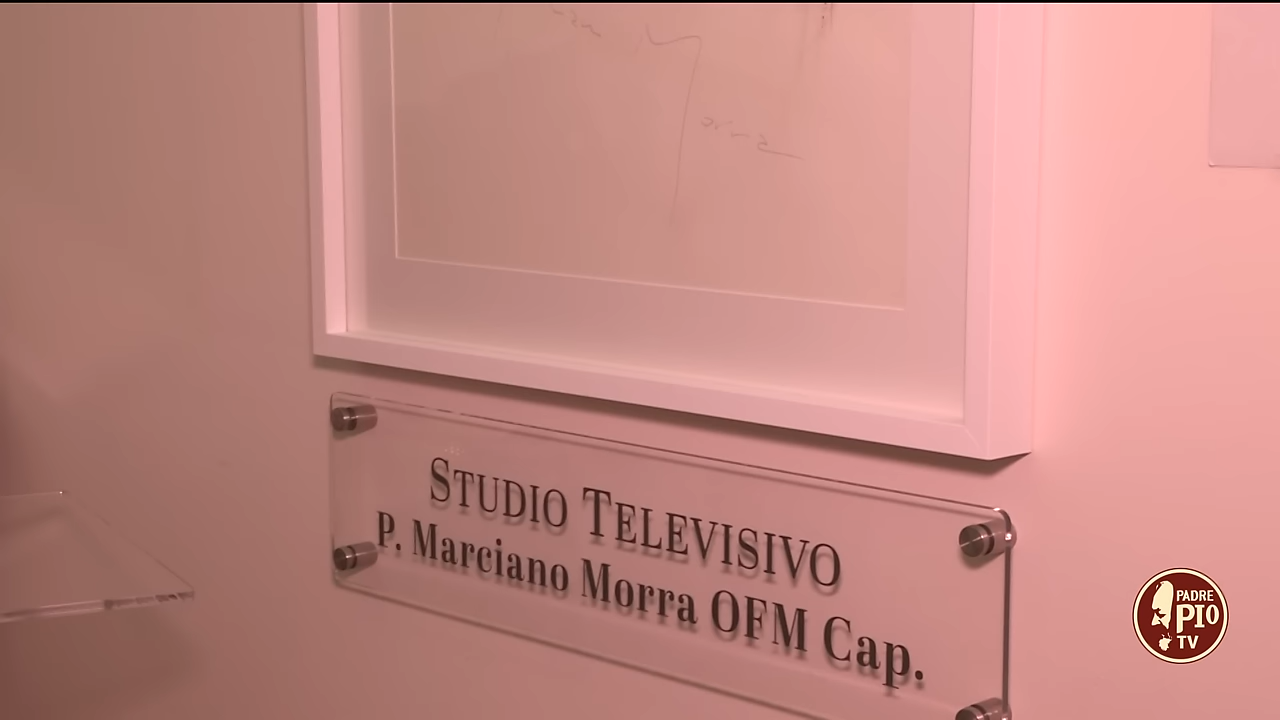 STUDIO TELEVISIVO
P. Marciano Morra OFM Cap.
PADRE
PIO
TV